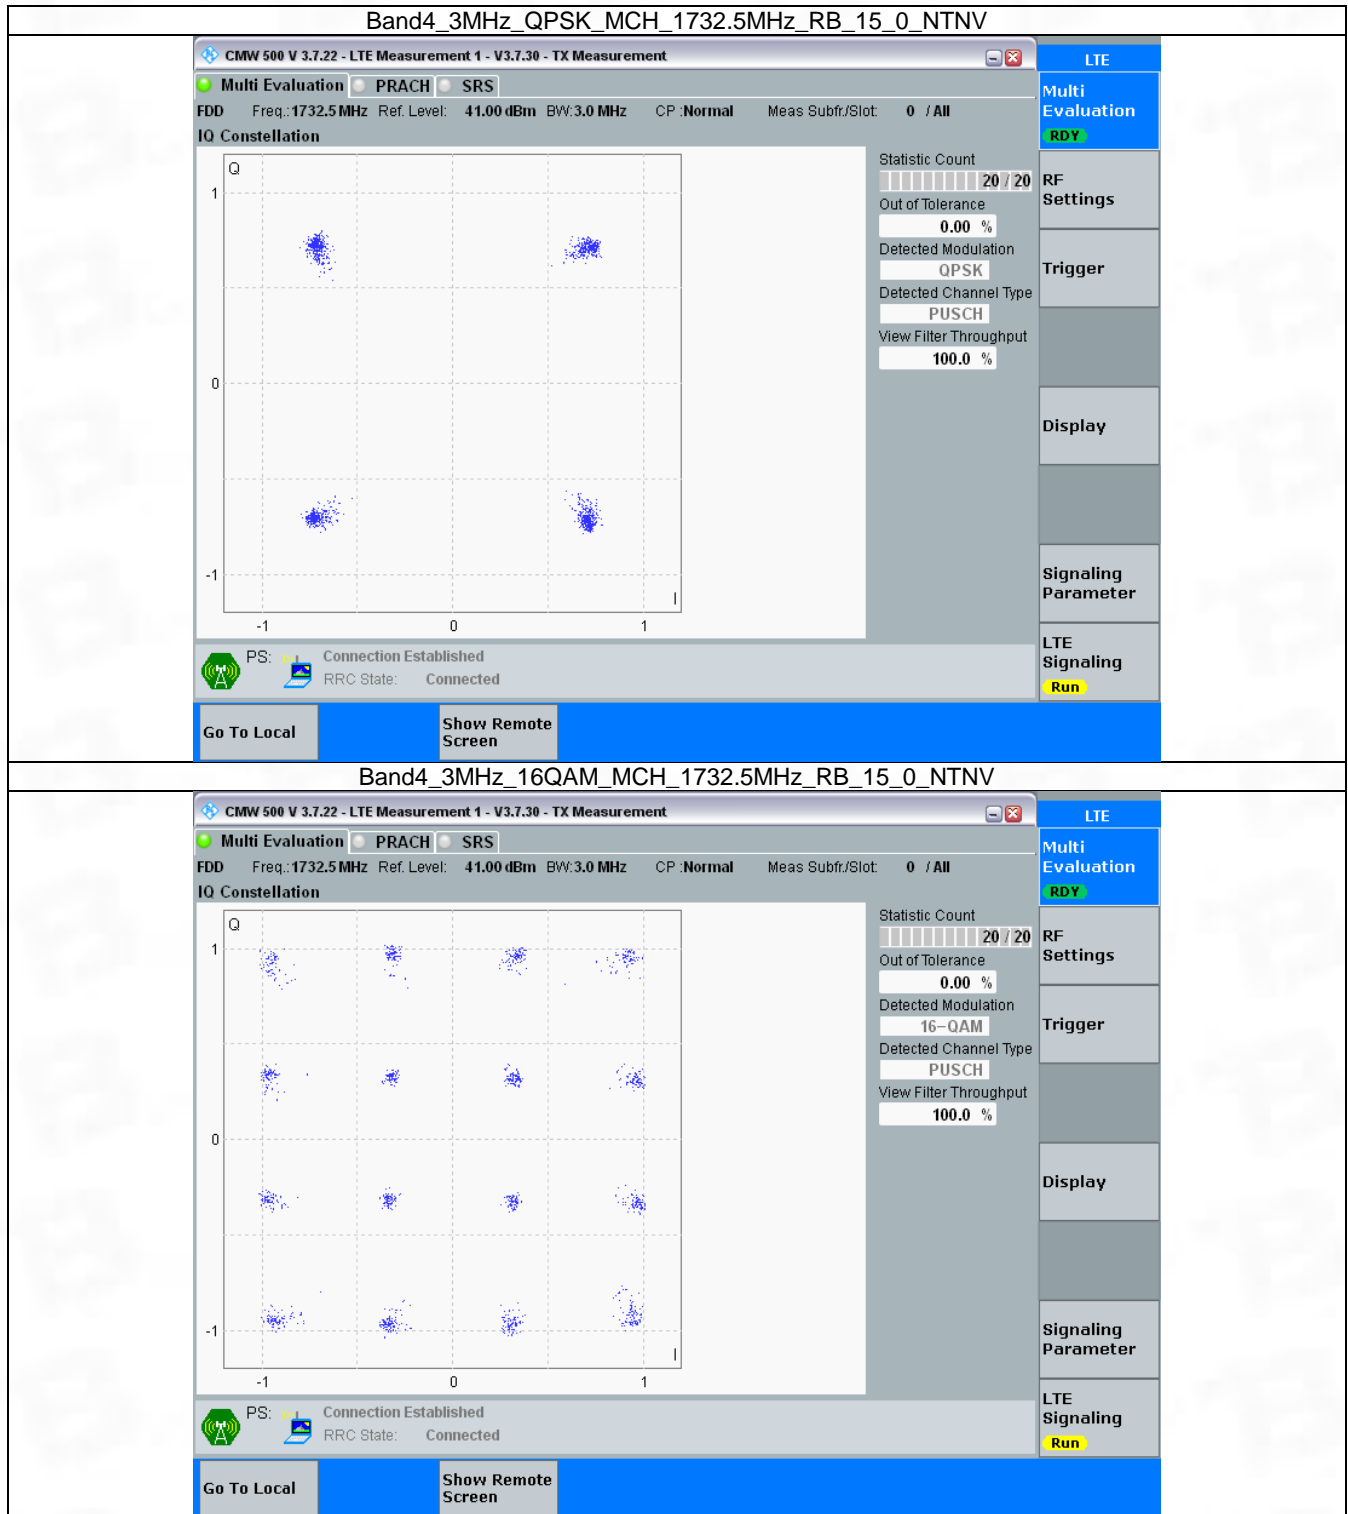 Band4_3MHz_QPSK_MCH_1732.5MHz_RB_15_0_NTNV
CMW 500 V 3.7.22 - LTE Measurement 1 - V3.7.30 - TX Measurement
LTE
Multi Evaluation PRACH SRS
Multi
Evaluation
RDY
FDD Freq.:1732.5 MHz Ref. Level: 41.00 dBm BW:3.0 MHz CP :Normal Meas Subfr./Slot: 0 / All
IQ Constellation
Q
1
0
-1
I
-1 0 1
Statistic Count
20 / 20
Out of Tolerance
0.00 %
Detected Modulation
QPSK
Detected Channel Type
PUSCH
View Filter Throughput
100.0 %
RF
Settings
Trigger
Display
Signaling
Parameter
LTE
Signaling
Run
PS: Connection Established
RRC State: Connected
Go To Local
Show Remote
Screen
Band4_3MHz_16QAM_MCH_1732.5MHz_RB_15_0_NTNV
CMW 500 V 3.7.22 - LTE Measurement 1 - V3.7.30 - TX Measurement
LTE
Multi Evaluation PRACH SRS
Multi
Evaluation
RDY
FDD Freq.:1732.5 MHz Ref. Level: 41.00 dBm BW:3.0 MHz CP :Normal Meas Subfr./Slot: 0 / All
IQ Constellation
Q
1
0
-1
I
-1 0 1
Statistic Count
20 / 20
Out of Tolerance
0.00 %
Detected Modulation
16-QAM
Detected Channel Type
PUSCH
View Filter Throughput
100.0 %
RF
Settings
Trigger
Display
Signaling
Parameter
LTE
Signaling
Run
PS: Connection Established
RRC State: Connected
Go To Local
Show Remote
Screen